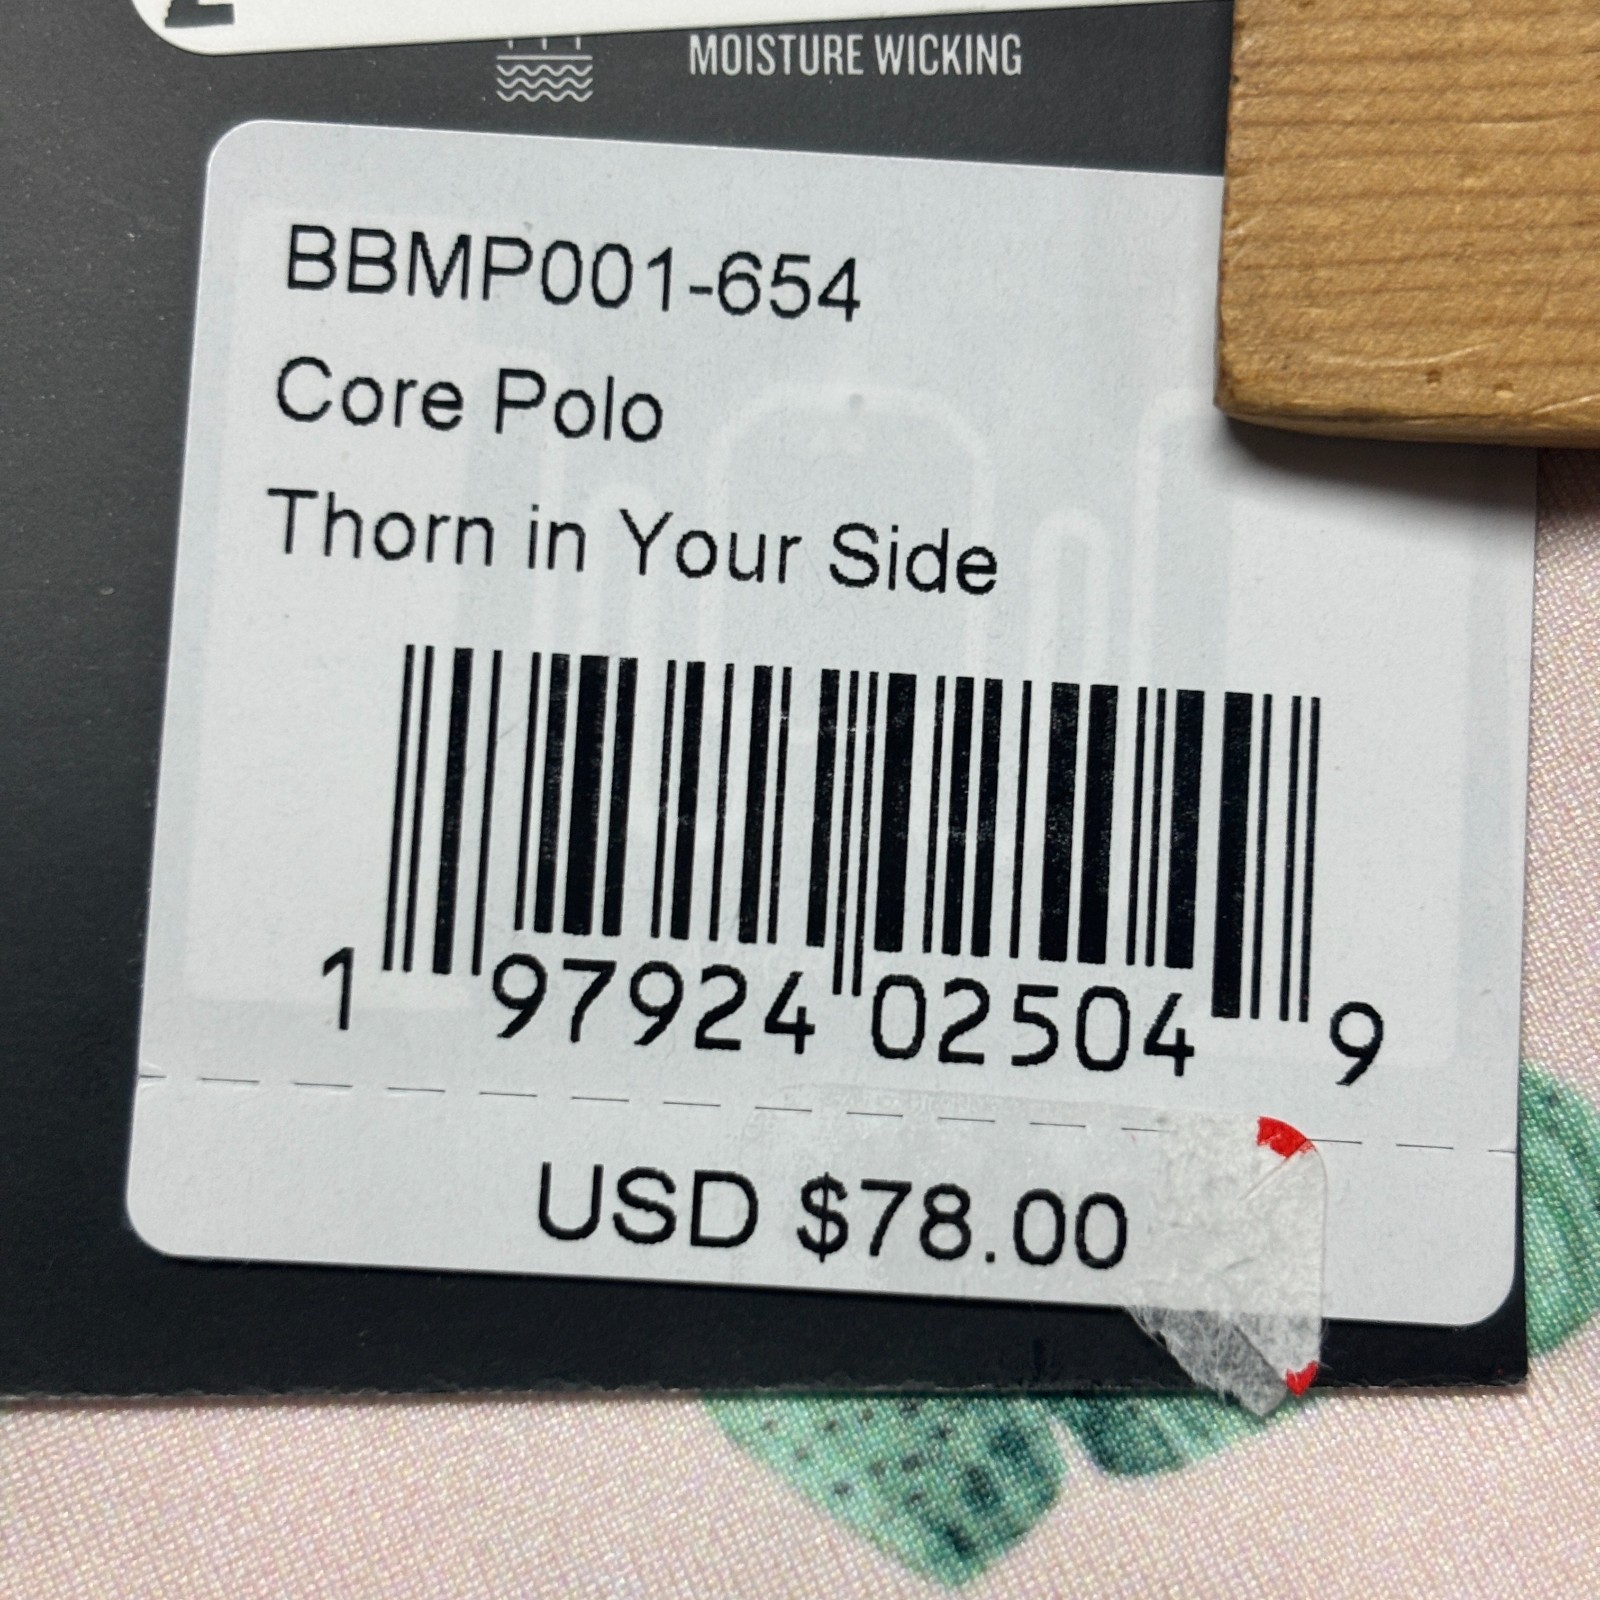 MOISTURE WICKING
BBMP001-654
Core Polo
Thorn in Your Side
1 97924 02504 9
USD $78.00